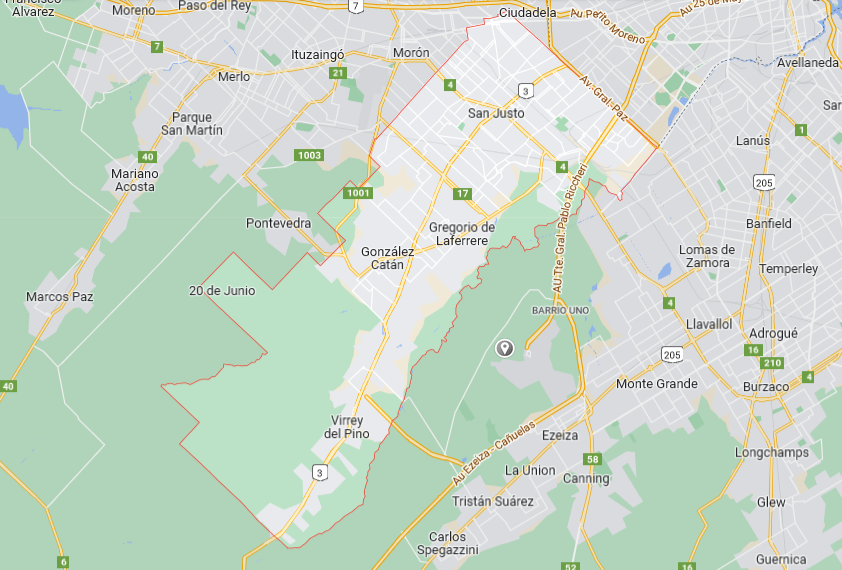 Francisco
Alvarez
Moreno
Paso del Rey
7
Ciudadela
Au Perito Moreno
Au 25 de May
7
Ituzaingó
Morón
21
Merlo
4
3
Av. Gral. Paz
Avellaneda
Parque
San Martín
San Justo
Sar
1
Lanús
40
1003
Mariano
Acosta
4
1001
17
205
Pontevedra
Gregorio de
Laferrere
Banfield
González
Catán
Au Tte. Gral. Pablo Riccheri
Lomas de
Zamora
Temperley
Marcos Paz
20 de Junio
4
BARRIO UNO
Llavallol
Adrogué
16
205
210
40
Monte Grande
4
Burzaco
Virrey
del Pino
Au Ezeiza - Cañuelas
Ezeiza
3
58
La Union
Canning
Longchamps
Tristán Suárez
Glew
Carlos
Spegazzini
6
52
16
Guernica